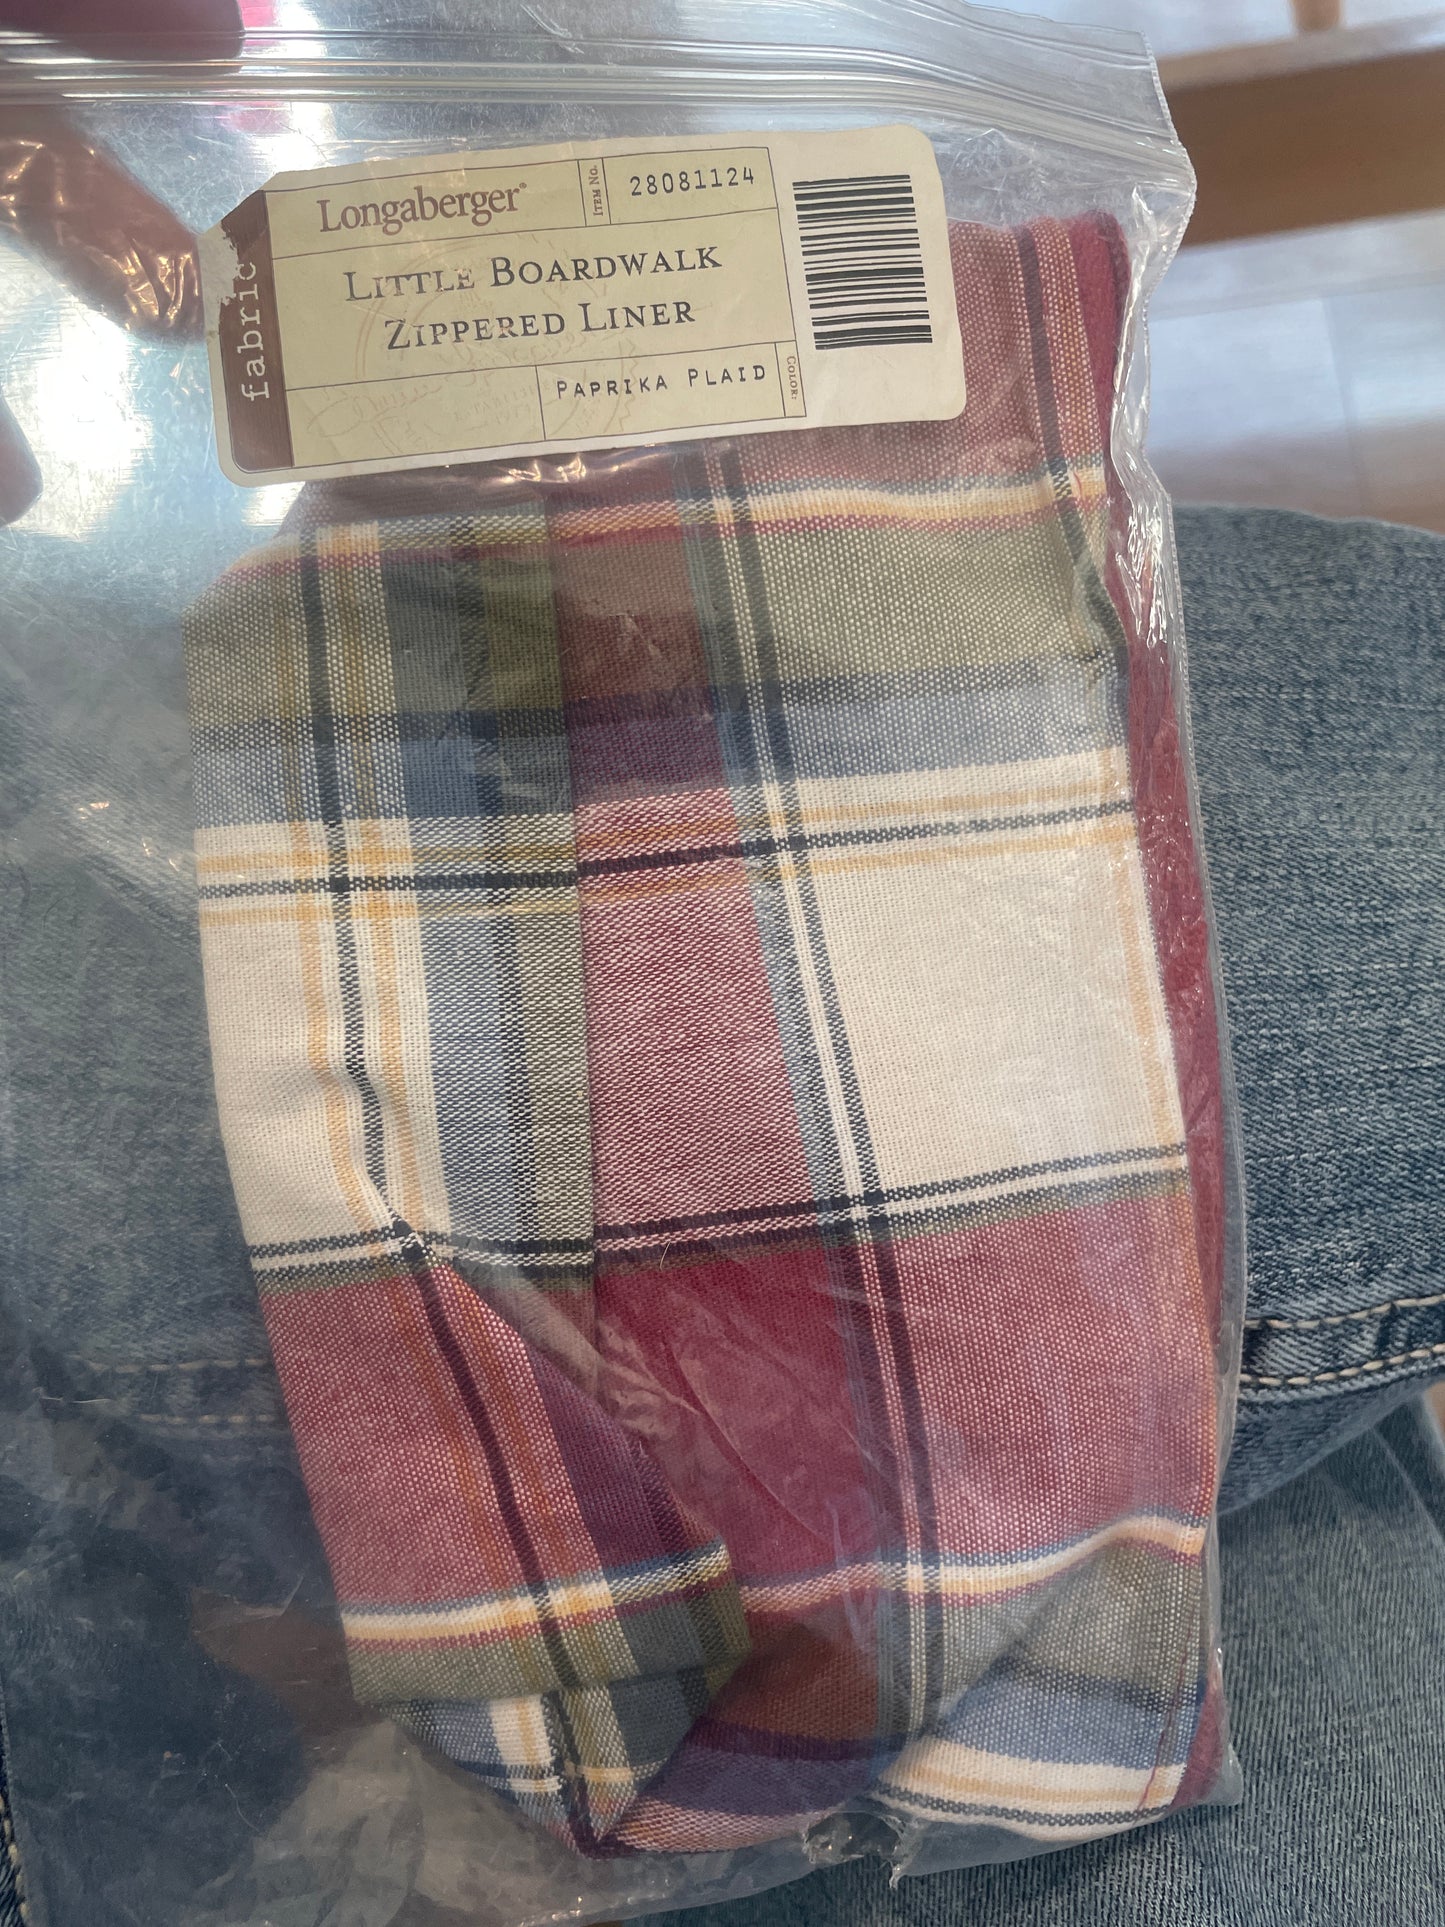 fabric
Longaberger®
ITEM NO.
28081124
LITTLE BOARDWALK
ZIPPERED LINER
COLOR:
PAPRIKA PLAID